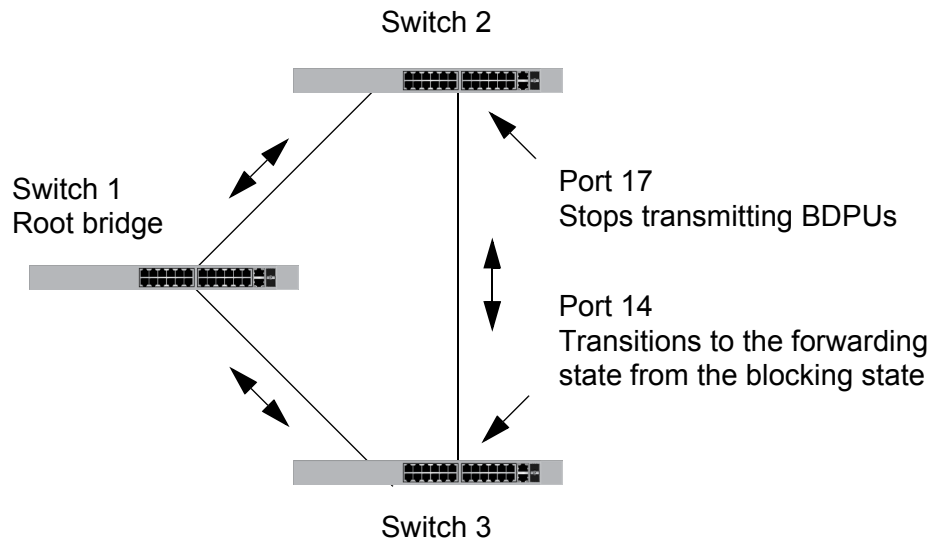 Switch 2
Switch 1
Root bridge
Port 17
Stops transmitting BDPUs
Port 14
Transitions to the forwarding
state from the blocking state
Switch 3